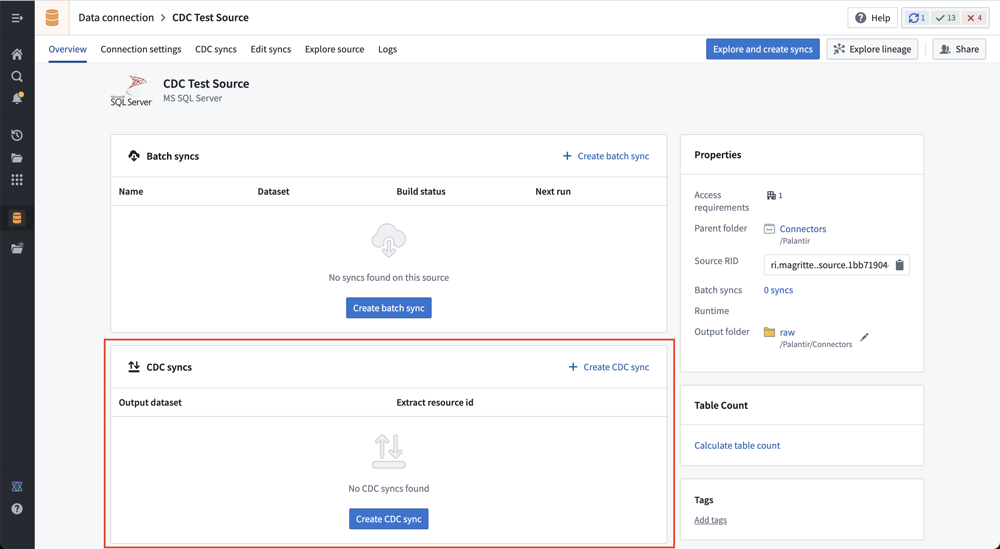 Data connection > CDC Test Source
Help
1
13
4
Overview
Connection settings
CDC syncs
Edit syncs
Explore source
Logs
Explore and create syncs
Explore lineage
Share
Microsoft
SQL Server
CDC Test Source
MS SQL Server
Batch syncs
Create batch sync
Name
Dataset
Build status
Next run
No syncs found on this source
Create batch sync
CDC syncs
Create CDC sync
Output dataset
Extract resource id
No CDC syncs found
Create CDC sync
Properties
Access
requirements
1
Parent folder
Connectors
/Palantir
Source RID
ri.magritte..source.1bb71904-
Batch syncs
0 syncs
Runtime
Output folder
raw
/Palantir/Connectors
Table Count
Calculate table count
Tags
Add tags